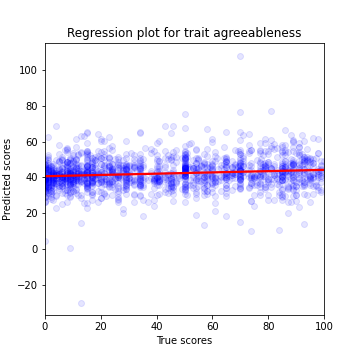 Regression plot for trait agreeableness
100
80
60
40
20
0
−20
Predicted scores
0 20 40 60 80 100
True scores